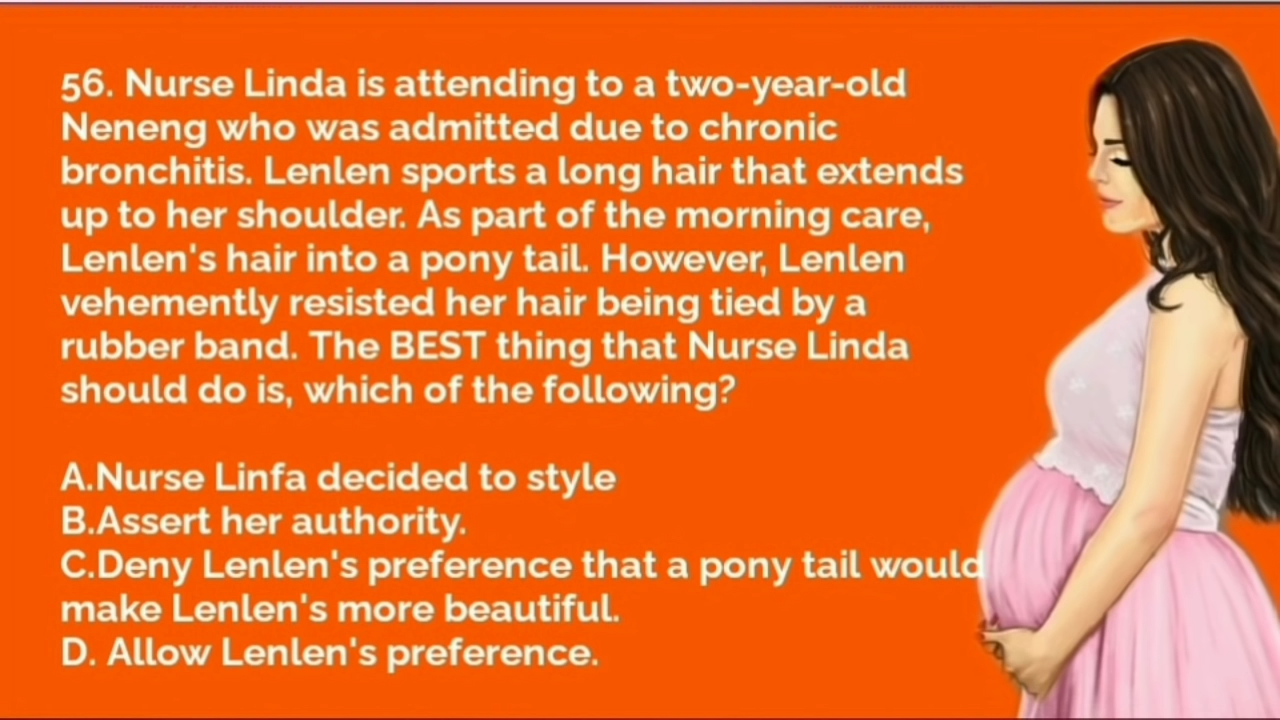 56. Nurse Linda is attending to a two-year-old
Neneng who was admitted due to chronic
bronchitis. Lenlen sports a long hair that extends
up to her shoulder. As part of the morning care,
Lenlen's hair into a pony tail. However, Lenlen
vehemently resisted her hair being tied by a
rubber band. The BEST thing that Nurse Linda
should do is, which of the following?
A.Nurse Linfa decided to style
B.Assert her authority.
C.Deny Lenlen's preference that a pony tail would
make Lenlen's more beautiful.
D. Allow Lenlen's preference.